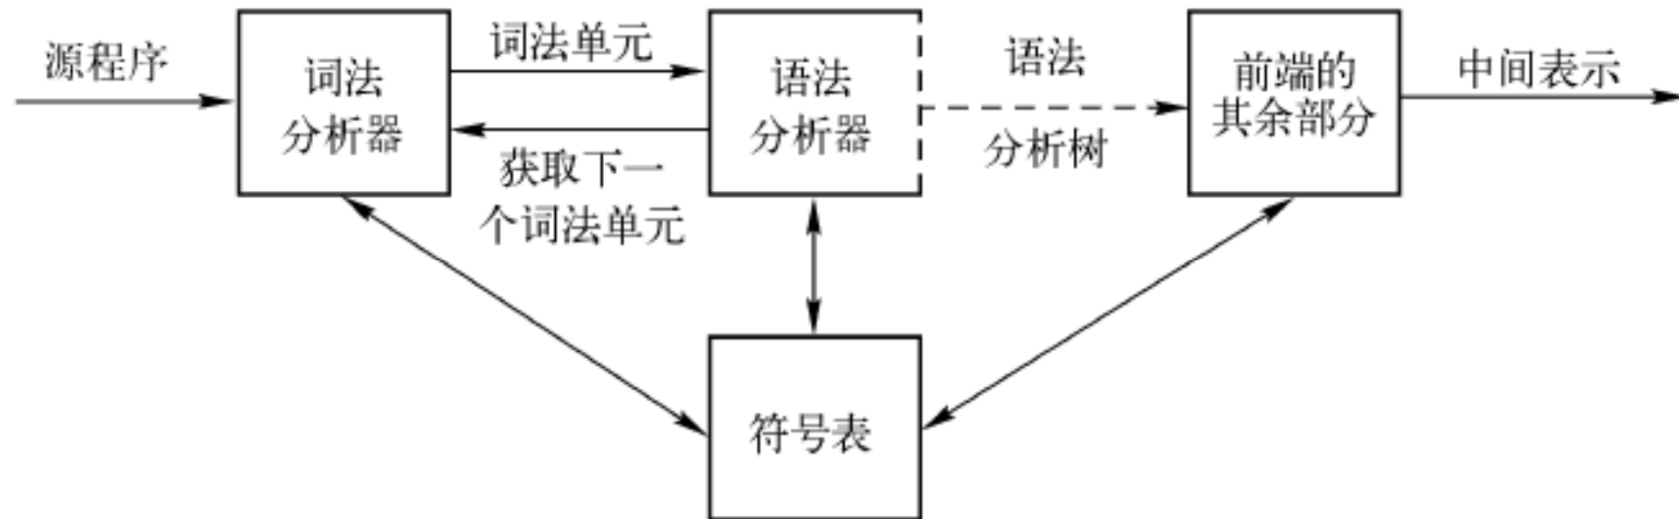 源程序
词法
分析器
词法单元
获取下一
个词法单元
语法
分析器
语法
分析树
前端的
其余部分
中间表示
符号表